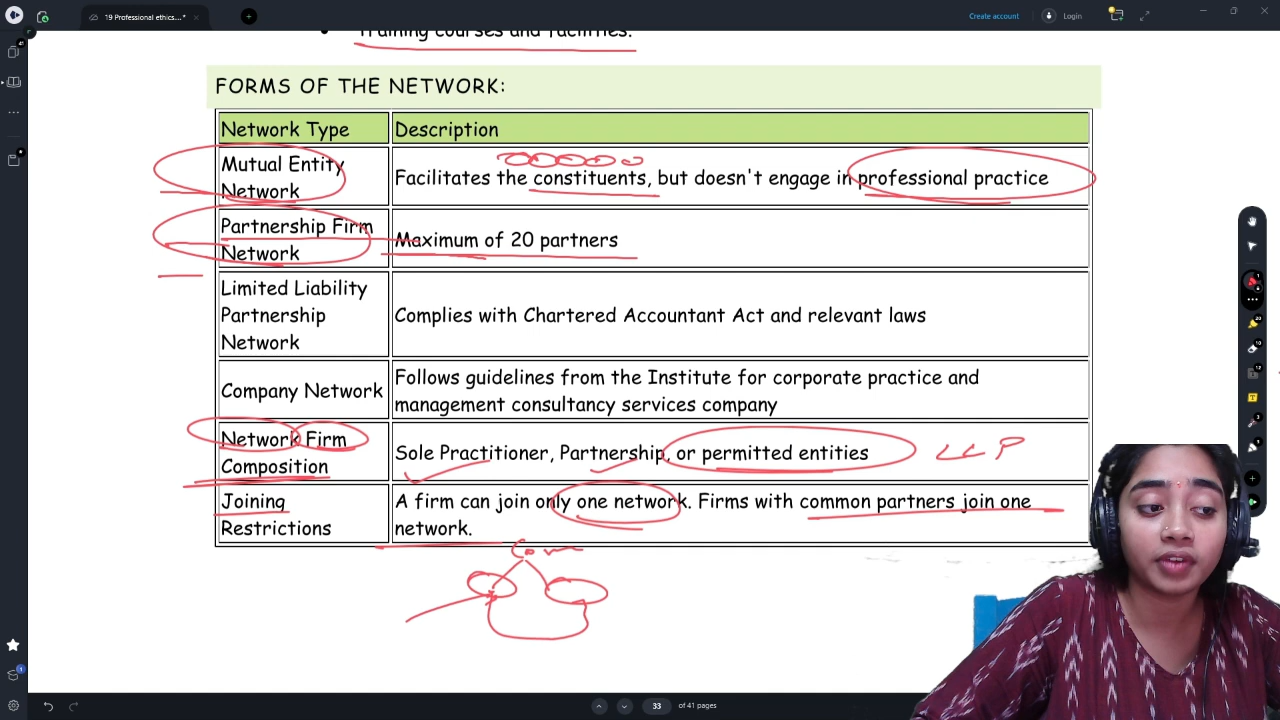 19 Professional ethics....*
Create account
Login
Training courses and facilities.
FORMS OF THE NETWORK:
Network Type
Description
Mutual Entity
Network
Facilitates the constituents, but doesn't engage in professional practice
Partnership Firm
Network
Maximum of 20 partners
Limited Liability
Partnership
Network
Complies with Chartered Accountant Act and relevant laws
Company Network
Follows guidelines from the Institute for corporate practice and
management consultancy services company
Network Firm
Composition
Sole Practitioner, Partnership, or permitted entities
LLP
Joining
Restrictions
A firm can join only one network. Firms with common partners join one
network.
Com
33
of 41 pages